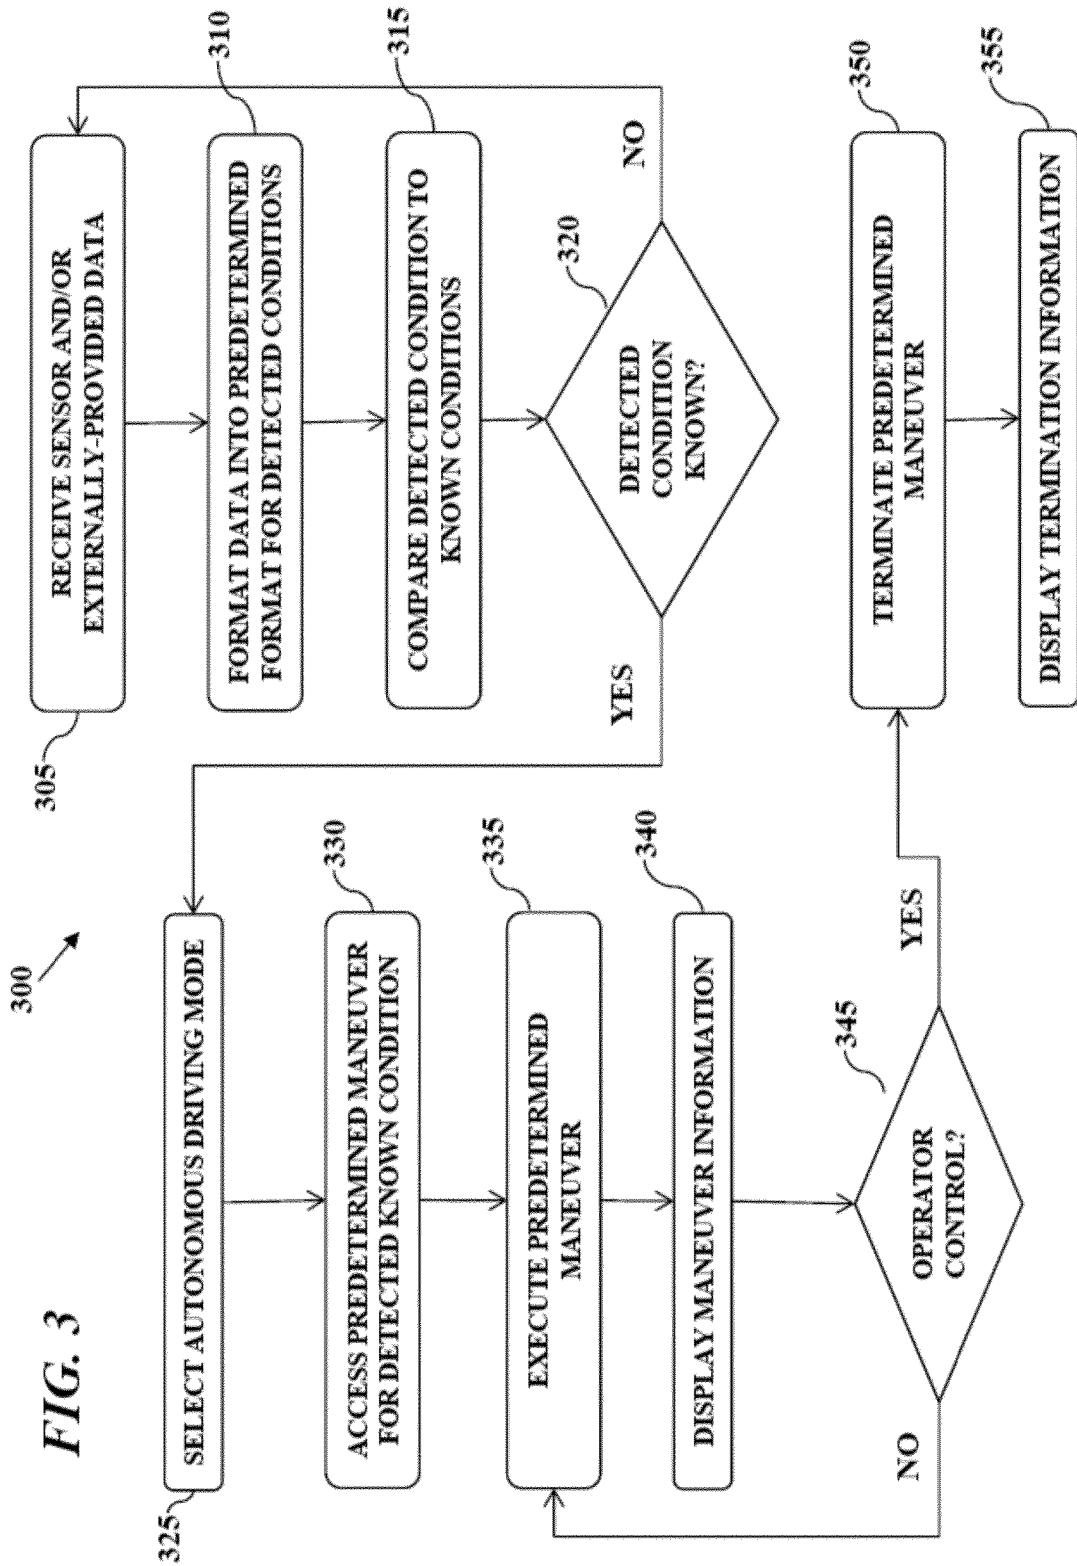 FIG. 3
300
325
SELECT AUTONOMOUS DRIVING MODE
330
ACCESS PREDETERMINED MANEUVER
FOR DETECTED KNOWN CONDITION
335
EXECUTE PREDETERMINED
MANEUVER
340
DISPLAY MANEUVER INFORMATION
345
OPERATOR
CONTROL?
NO
YES
305
RECEIVE SENSOR AND/OR
EXTERNALLY-PROVIDED DATA
310
FORMAT DATA INTO PREDETERMINED
FORMAT FOR DETECTED CONDITIONS
315
COMPARE DETECTED CONDITION TO
KNOWN CONDITIONS
320
DETECTED
CONDITION
KNOWN?
YES
NO
350
TERMINATE PREDETERMINED
MANEUVER
355
DISPLAY TERMINATION INFORMATION